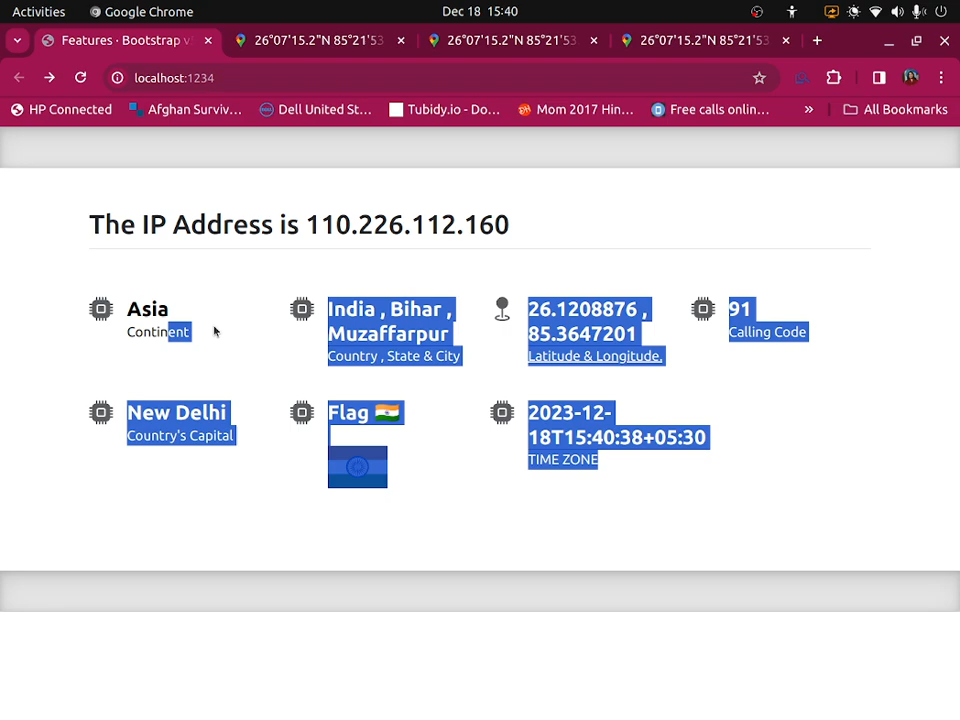 Activities
Google Chrome
Dec 18 15:40
Features · Bootstrap v
26°07'15.2"N 85°21'53
26°07'15.2"N 85°21'53
26°07'15.2"N 85°21'53
localhost:1234
HP Connected
Afghan Surviv...
Dell United St...
Tubidy.io - Do...
Mom 2017 Hin...
Free calls onlin...
»
All Bookmarks
The IP Address is 110.226.112.160
Asia
Continent
India , Bihar ,
Muzaffarpur
Country , State & City
26.1208876 ,
85.3647201
Latitude & Longitude.
91
Calling Code
New Delhi
Country's Capital
Flag 🇮🇳
2023-12-
18T15:40:38+05:30
TIME ZONE